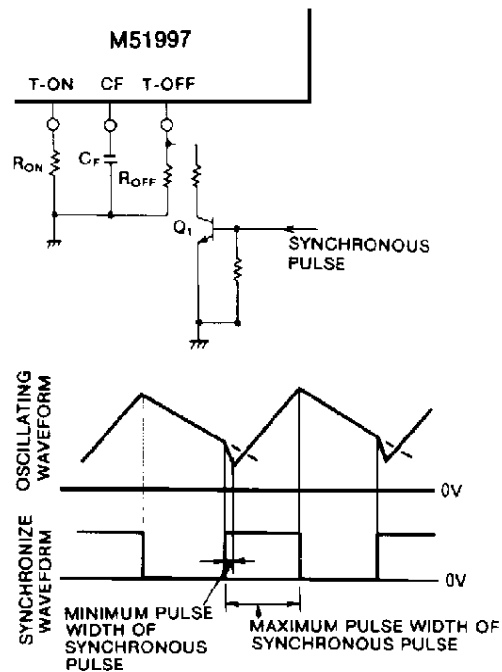 M51997
T-ON CF T-OFF
RON
CF
ROFF
Q1
SYNCHRONOUS
PULSE
OSCILLATING
WAVEFORM
0V
SYNCHRONIZE
WAVEFORM
0V
MINIMUM PULSE
WIDTH OF
SYNCHRONOUS
PULSE
MAXIMUM PULSE WIDTH OF
SYNCHRONOUS PULSE